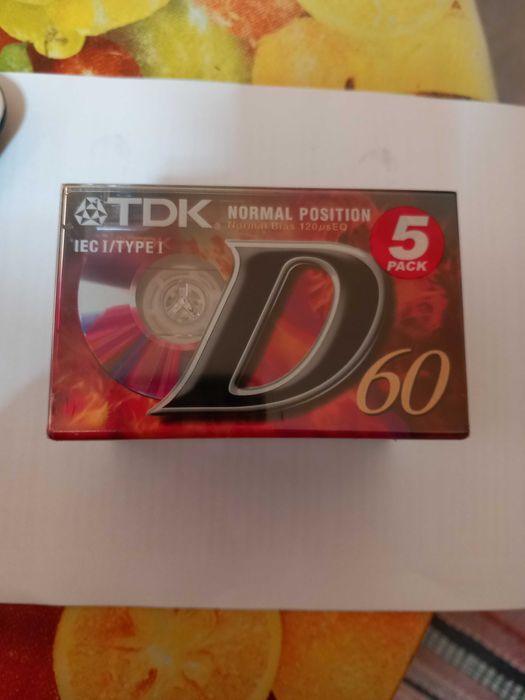 TDK
NORMAL POSITION
Normal Bias 120μsEQ
IEC I/TYPE I
5
PACK
D
60